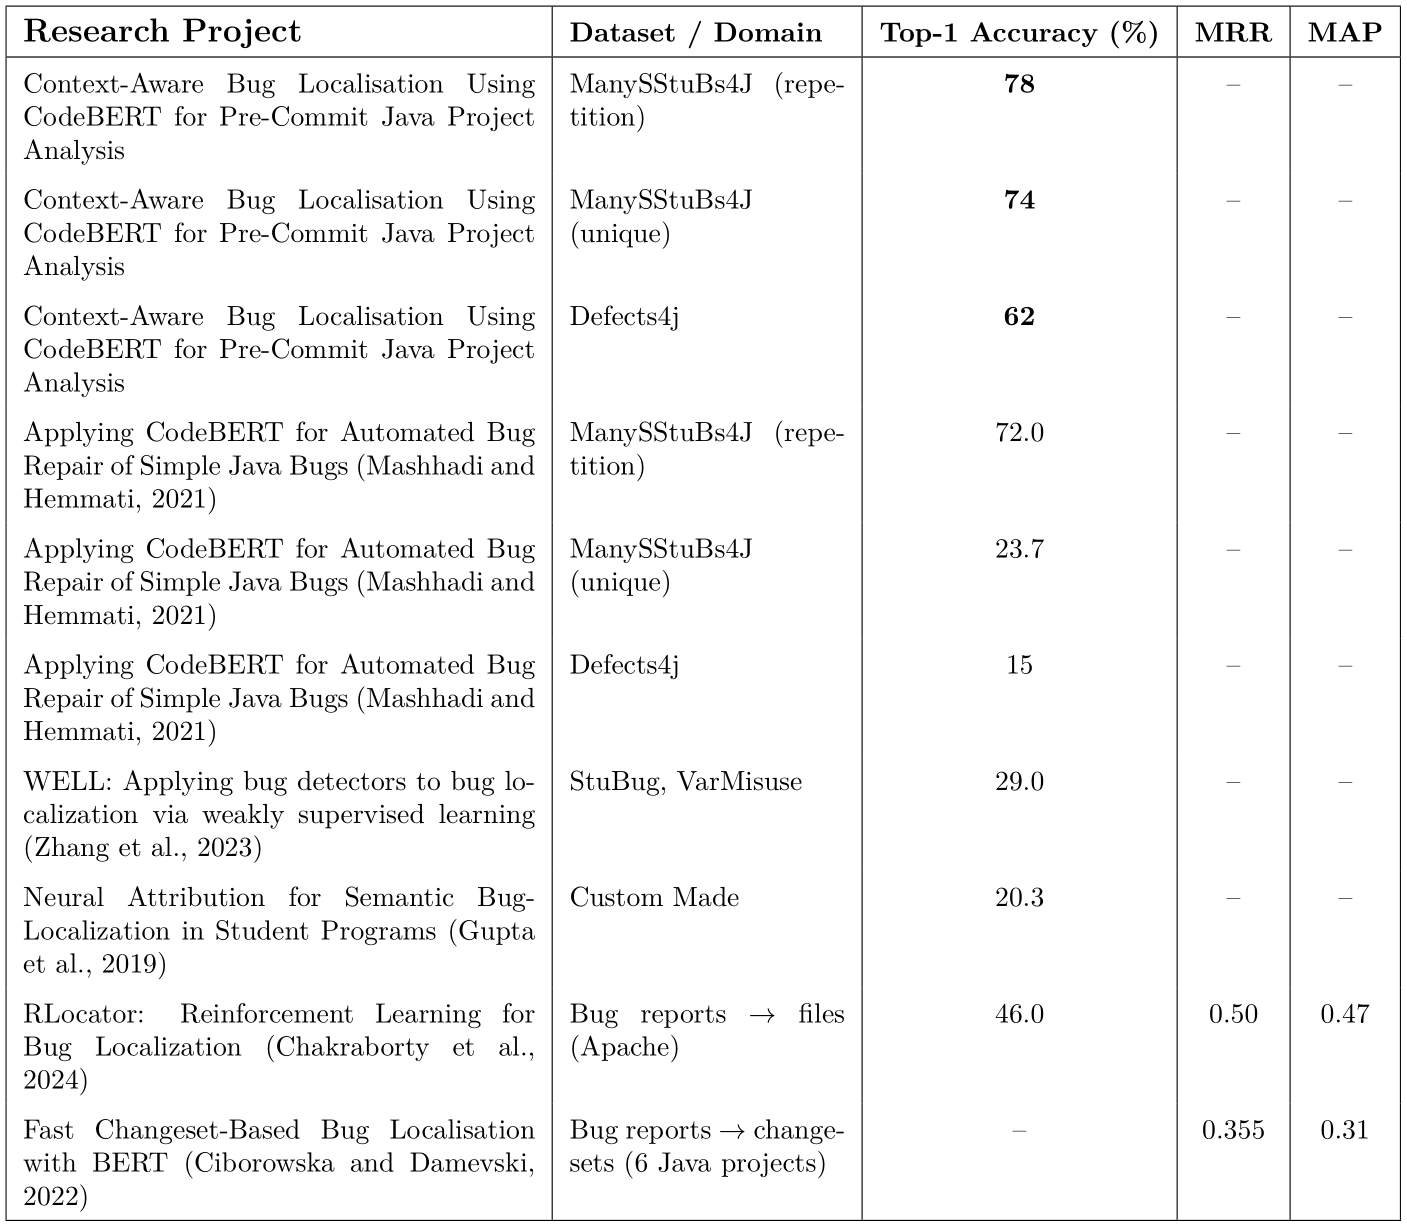 Research Project Dataset / Domain Top-1 Accuracy (%) MRR MAP
Context-Aware Bug Localisation Using ManySStuBs4J (repe- 78 – –
CodeBERT for Pre-Commit Java Project tition)
Analysis
Context-Aware Bug Localisation Using ManySStuBs4J 74 – –
CodeBERT for Pre-Commit Java Project (unique)
Analysis
Context-Aware Bug Localisation Using Defects4j 62 – –
CodeBERT for Pre-Commit Java Project
Analysis
Applying CodeBERT for Automated Bug ManySStuBs4J (repe- 72.0 – –
Repair of Simple Java Bugs (Mashhadi and tition)
Hemmati, 2021)
Applying CodeBERT for Automated Bug ManySStuBs4J 23.7 – –
Repair of Simple Java Bugs (Mashhadi and (unique)
Hemmati, 2021)
Applying CodeBERT for Automated Bug Defects4j 15 – –
Repair of Simple Java Bugs (Mashhadi and
Hemmati, 2021)
WELL: Applying bug detectors to bug lo- StuBug, VarMisuse 29.0 – –
calization via weakly supervised learning
(Zhang et al., 2023)
Neural Attribution for Semantic Bug- Custom Made 20.3 – –
Localization in Student Programs (Gupta
et al., 2019)
RLocator: Reinforcement Learning for Bug reports → files 46.0 0.50 0.47
Bug Localization (Chakraborty et al., (Apache)
2024)
Fast Changeset-Based Bug Localisation Bug reports → change- – 0.355 0.31
with BERT (Ciborowska and Damevski, sets (6 Java projects)
2022)